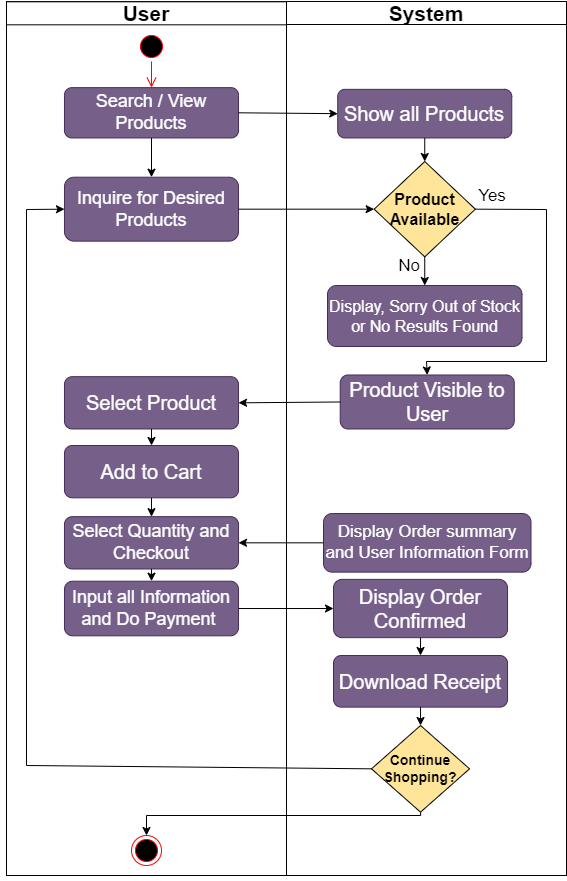 User
System
Search / View
Products
Show all Products
Inquire for Desired
Products
Product
Available
Yes
No
Display, Sorry Out of Stock
or No Results Found
Product Visible to
User
Select Product
Add to Cart
Select Quantity and
Checkout
Display Order summary
and User Information Form
Input all Information
and Do Payment
Display Order
Confirmed
Download Receipt
Continue
Shopping?